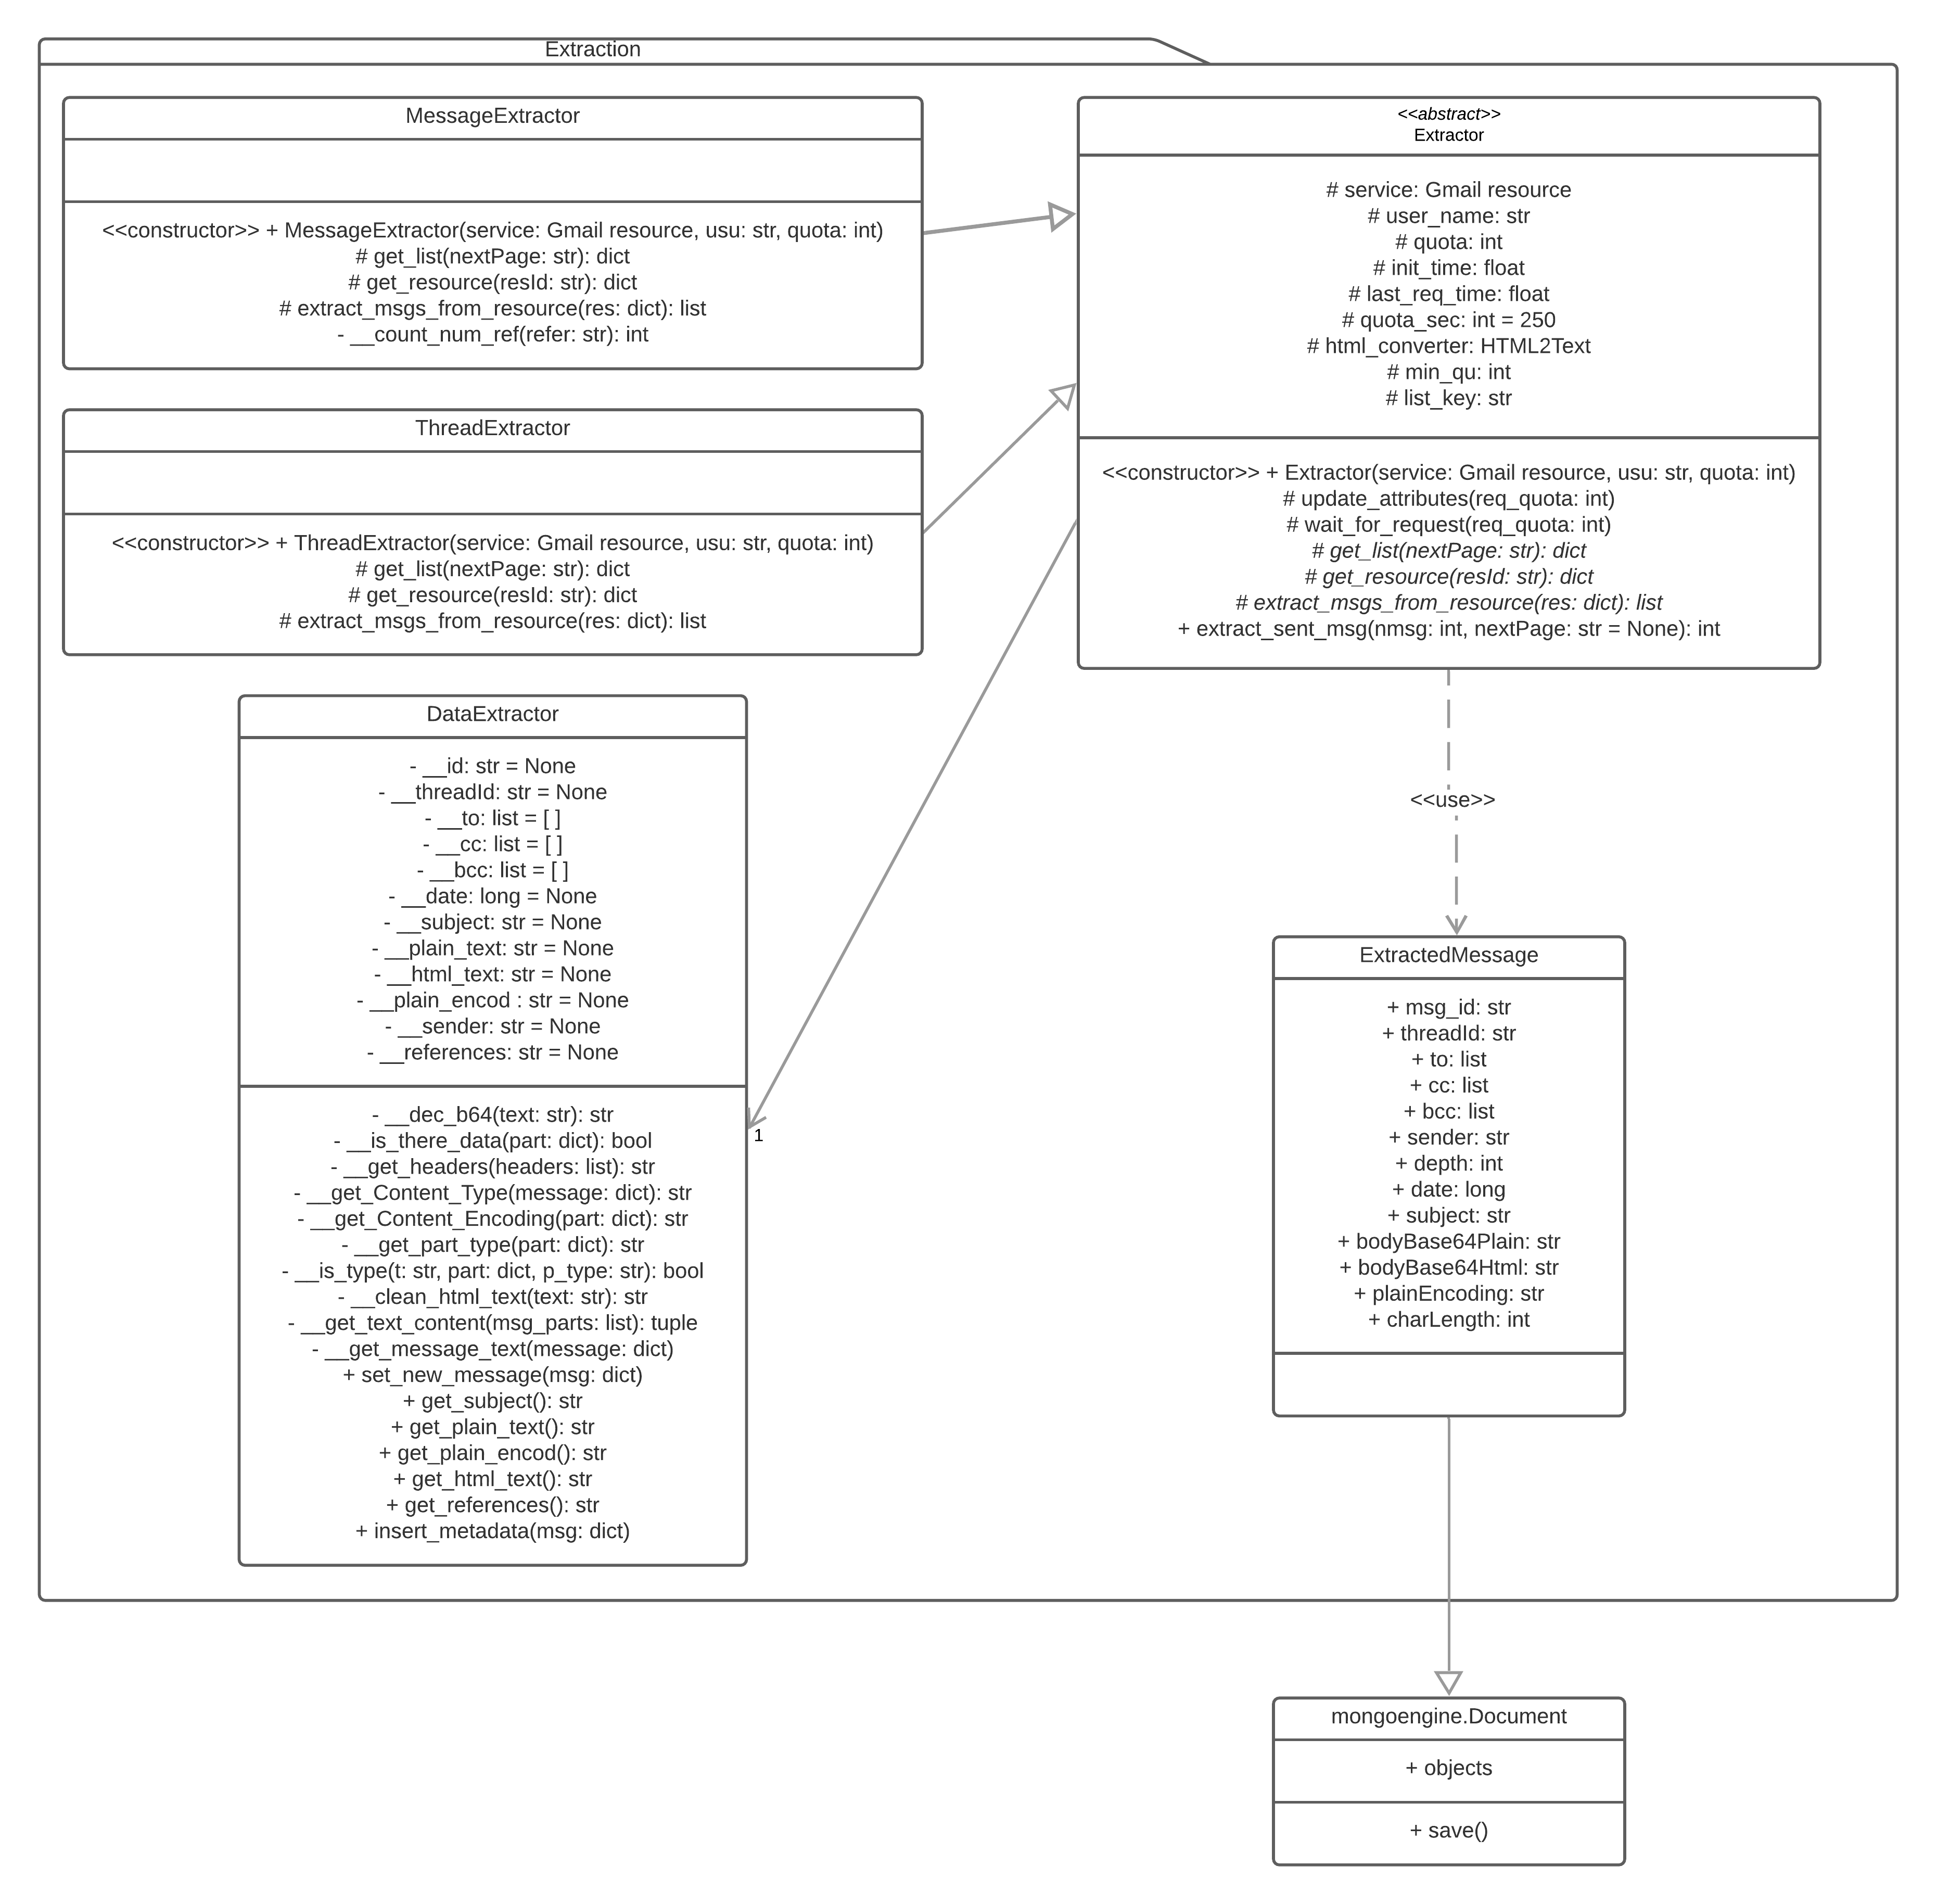 Extraction
MessageExtractor
<<constructor>> + MessageExtractor(service: Gmail resource, usu: str, quota: int)
# get_list(nextPage: str): dict
# get_resource(resId: str): dict
# extract_msgs_from_resource(res: dict): list
- __count_num_ref(refer: str): int
<<abstract>>
Extractor
# service: Gmail resource
# user_name: str
# quota: int
# init_time: float
# last_req_time: float
# quota_sec: int = 250
# html_converter: HTML2Text
# min_qu: int
# list_key: str
<<constructor>> + Extractor(service: Gmail resource, usu: str, quota: int)
# update_attributes(req_quota: int)
# wait_for_request(req_quota: int)
# get_list(nextPage: str): dict
# get_resource(resId: str): dict
# extract_msgs_from_resource(res: dict): list
+ extract_sent_msg(nmsg: int, nextPage: str = None): int
ThreadExtractor
<<constructor>> + ThreadExtractor(service: Gmail resource, usu: str, quota: int)
# get_list(nextPage: str): dict
# get_resource(resId: str): dict
# extract_msgs_from_resource(res: dict): list
DataExtractor
- __id: str = None
- __threadId: str = None
- __to: list = [ ]
- __cc: list = [ ]
- __bcc: list = [ ]
- __date: long = None
- __subject: str = None
- __plain_text: str = None
- __html_text: str = None
- __plain_encod : str = None
- __sender: str = None
- __references: str = None
- __dec_b64(text: str): str
- __is_there_data(part: dict): bool
- __get_headers(headers: list): str
- __get_Content_Type(message: dict): str
- __get_Content_Encoding(part: dict): str
- __get_part_type(part: dict): str
- __is_type(t: str, part: dict, p_type: str): bool
- __clean_html_text(text: str): str
- __get_text_content(msg_parts: list): tuple
- __get_message_text(message: dict)
+ set_new_message(msg: dict)
+ get_subject(): str
+ get_plain_text(): str
+ get_plain_encod(): str
+ get_html_text(): str
+ get_references(): str
+ insert_metadata(msg: dict)
1
<<use>>
ExtractedMessage
+ msg_id: str
+ threadId: str
+ to: list
+ cc: list
+ bcc: list
+ sender: str
+ depth: int
+ date: long
+ subject: str
+ bodyBase64Plain: str
+ bodyBase64Html: str
+ plainEncoding: str
+ charLength: int
mongoengine.Document
+ objects
+ save()